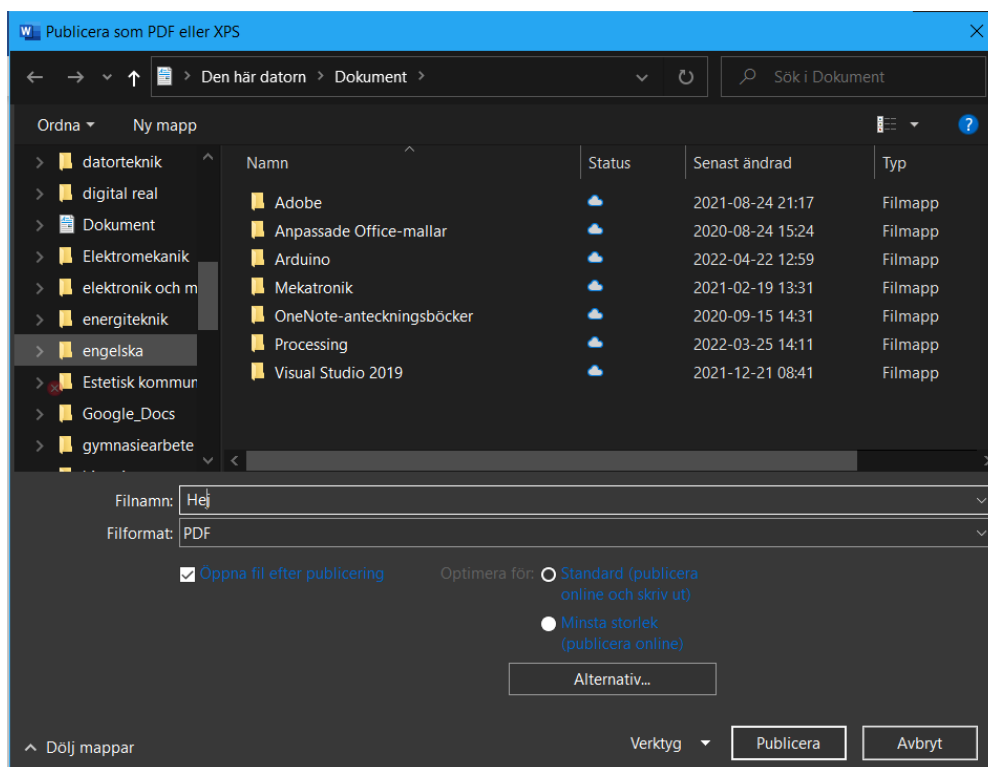 Publicera som PDF eller XPS
Den här datorn > Dokument >
Sök i Dokument
Ordna
Ny mapp
Namn Status Senast ändrad Typ
datorteknik
digital real
Dokument
Elektromekanik
elektronik och m
energiteknik
engelska
Estetisk kommun
Google_Docs
gymnasiearbete
Adobe 2021-08-24 21:17 Filmapp
Anpassade Office-mallar 2020-08-24 15:24 Filmapp
Arduino 2022-04-22 12:59 Filmapp
Mekatronik 2021-02-19 13:31 Filmapp
OneNote-anteckningsböcker 2020-09-15 14:31 Filmapp
Processing 2022-03-25 14:11 Filmapp
Visual Studio 2019 2021-12-21 08:41 Filmapp
Filnamn: Hej
Filformat: PDF
Öppna fil efter publicering
Optimera för:
Standard (publicera
online och skriv ut)
Minsta storlek
(publicera online)
Alternativ...
Dölj mappar
Verktyg
Publicera
Avbryt